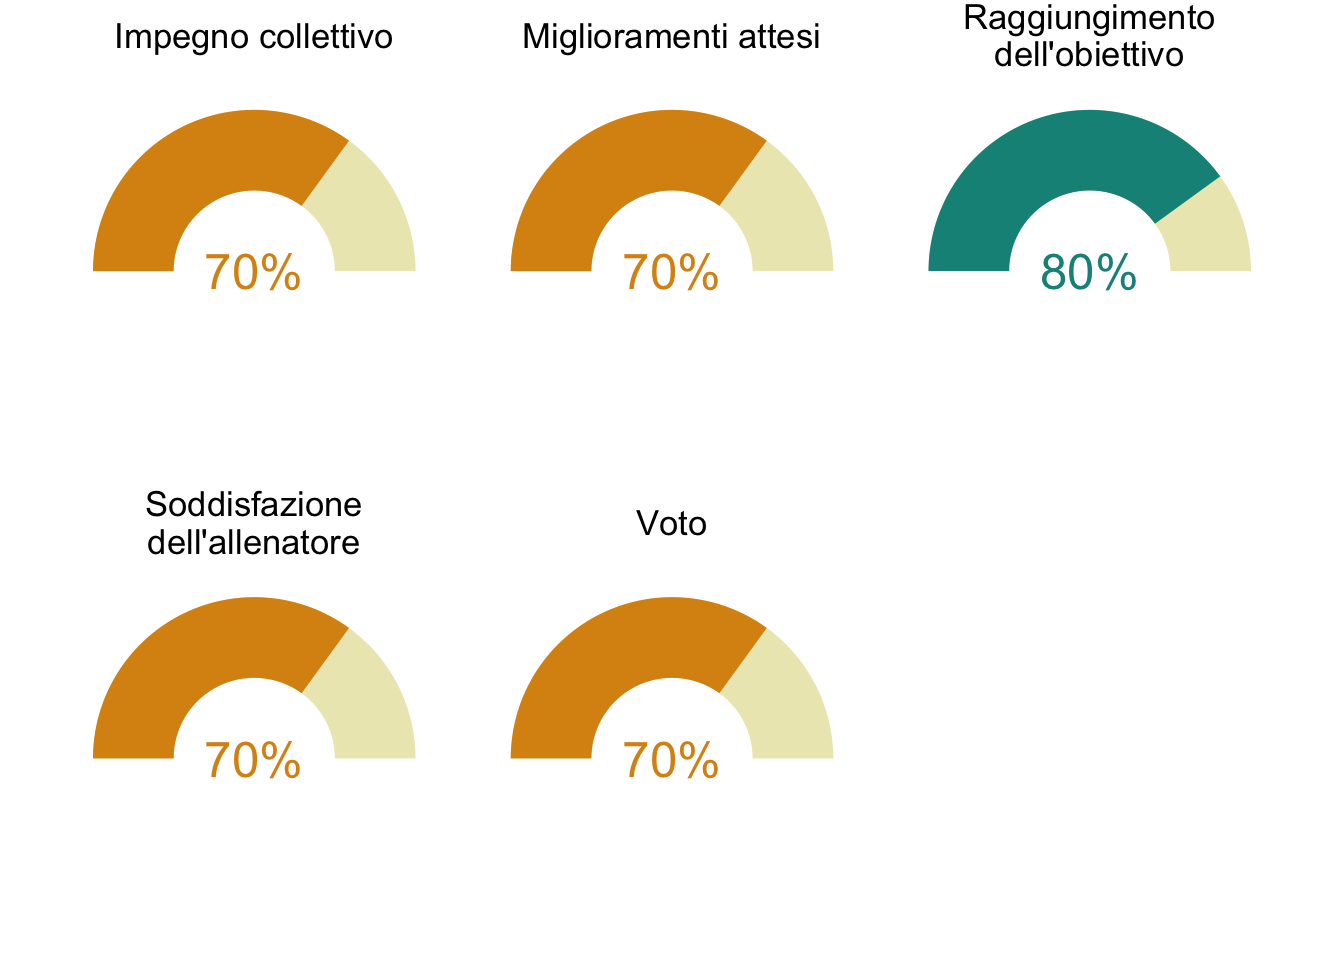 Impegno collettivo
Miglioramenti attesi
Raggiungimento
dell'obiettivo
70%
70%
80%
Soddisfazione
dell'allenatore
Voto
70%
70%